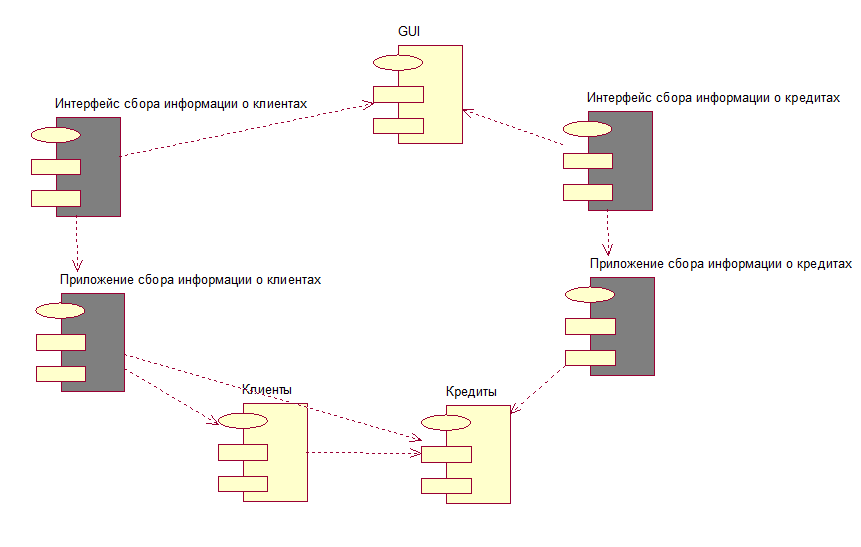 GUI
Интерфейс сбора информации о клиентах
Интерфейс сбора информации о кредитах
Приложение сбора информации о клиентах
Приложение сбора информации о кредитах
Клиенты
Кредиты